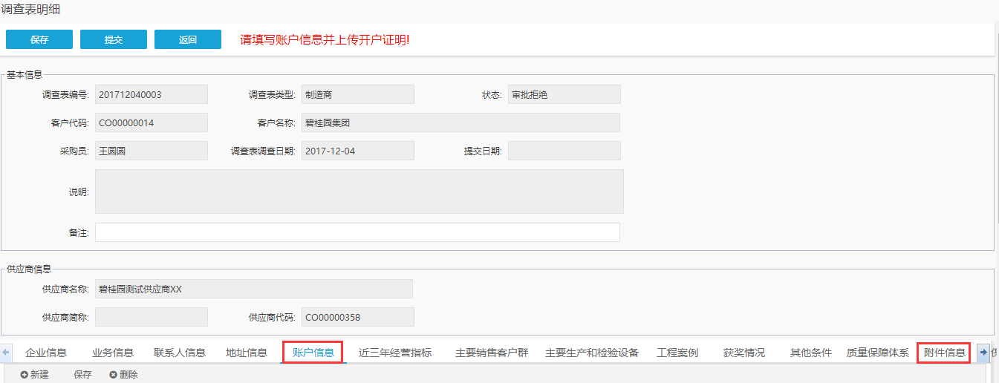 调查表明细
保存 提交 返回 请填写账户信息并上传开户证明!
基本信息
调查表编号: 201712040003 调查表类型: 制造商 状态: 审批拒绝
客户代码: CO00000014 客户名称: 碧桂园集团
采购员: 王圆圆 调查表调查日期: 2017-12-04 提交日期:
说明:
备注:
供应商信息
供应商名称: 碧桂园测试供应商XX
供应商简称: 供应商代码: CO00000358
企业信息 业务信息 联系人信息 地址信息 账户信息 近三年经营指标 主要销售客户群 主要生产和检验设备 工程案例 获奖情况 其他条件 质量保障体系 附件信息
新建 保存 删除